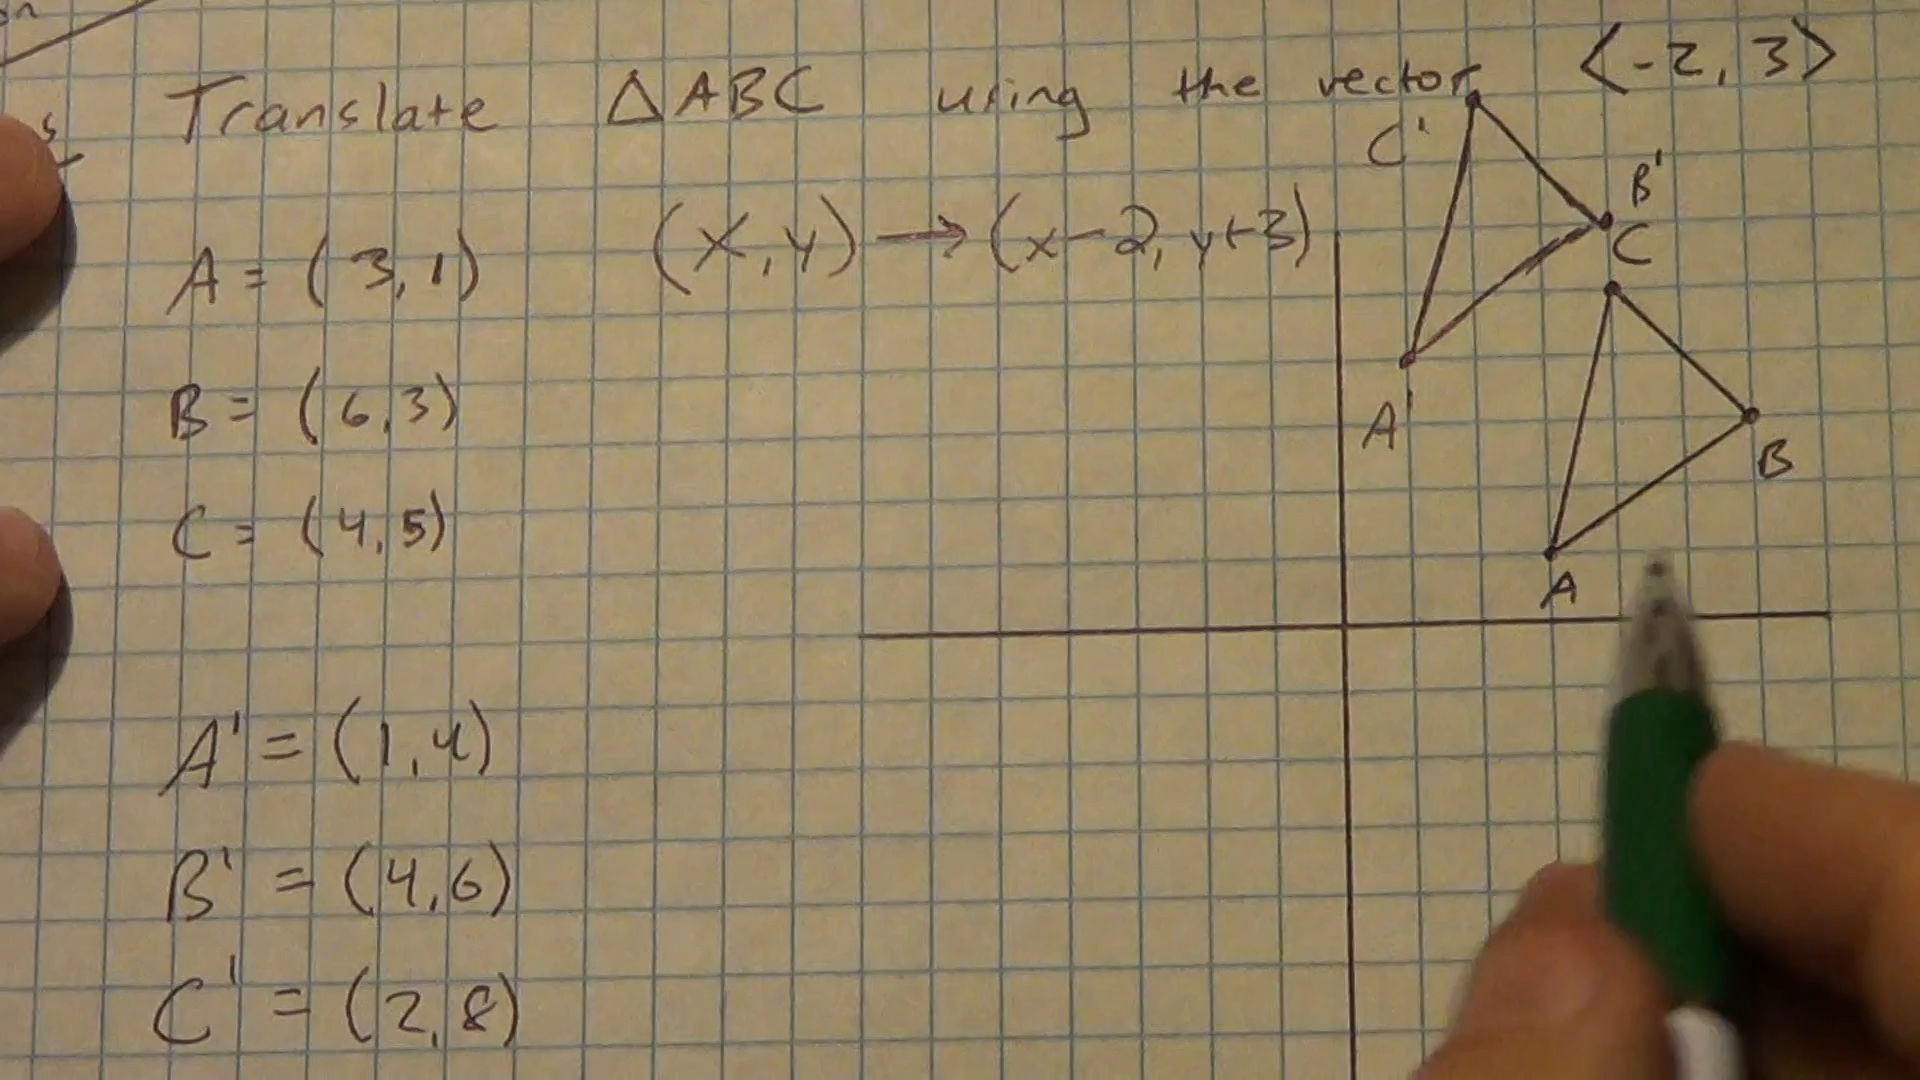 Translate △ABC using the vector ⟨-2, 3⟩
(x, y) → (x-2, y+3)
A = (3, 1)
B = (6, 3)
C = (4, 5)
A' = (1, 4)
B' = (4, 6)
C' = (2, 8)
C'
B'
C
A'
B
A